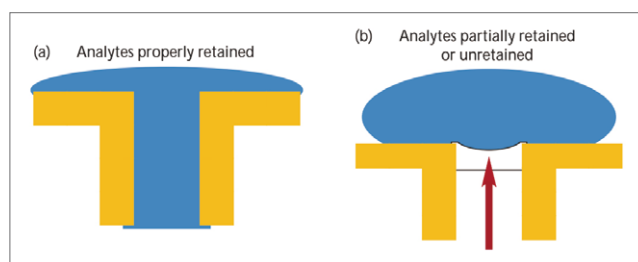 (a) Analytes properly retained
(b) Analytes partially retained
or unretained